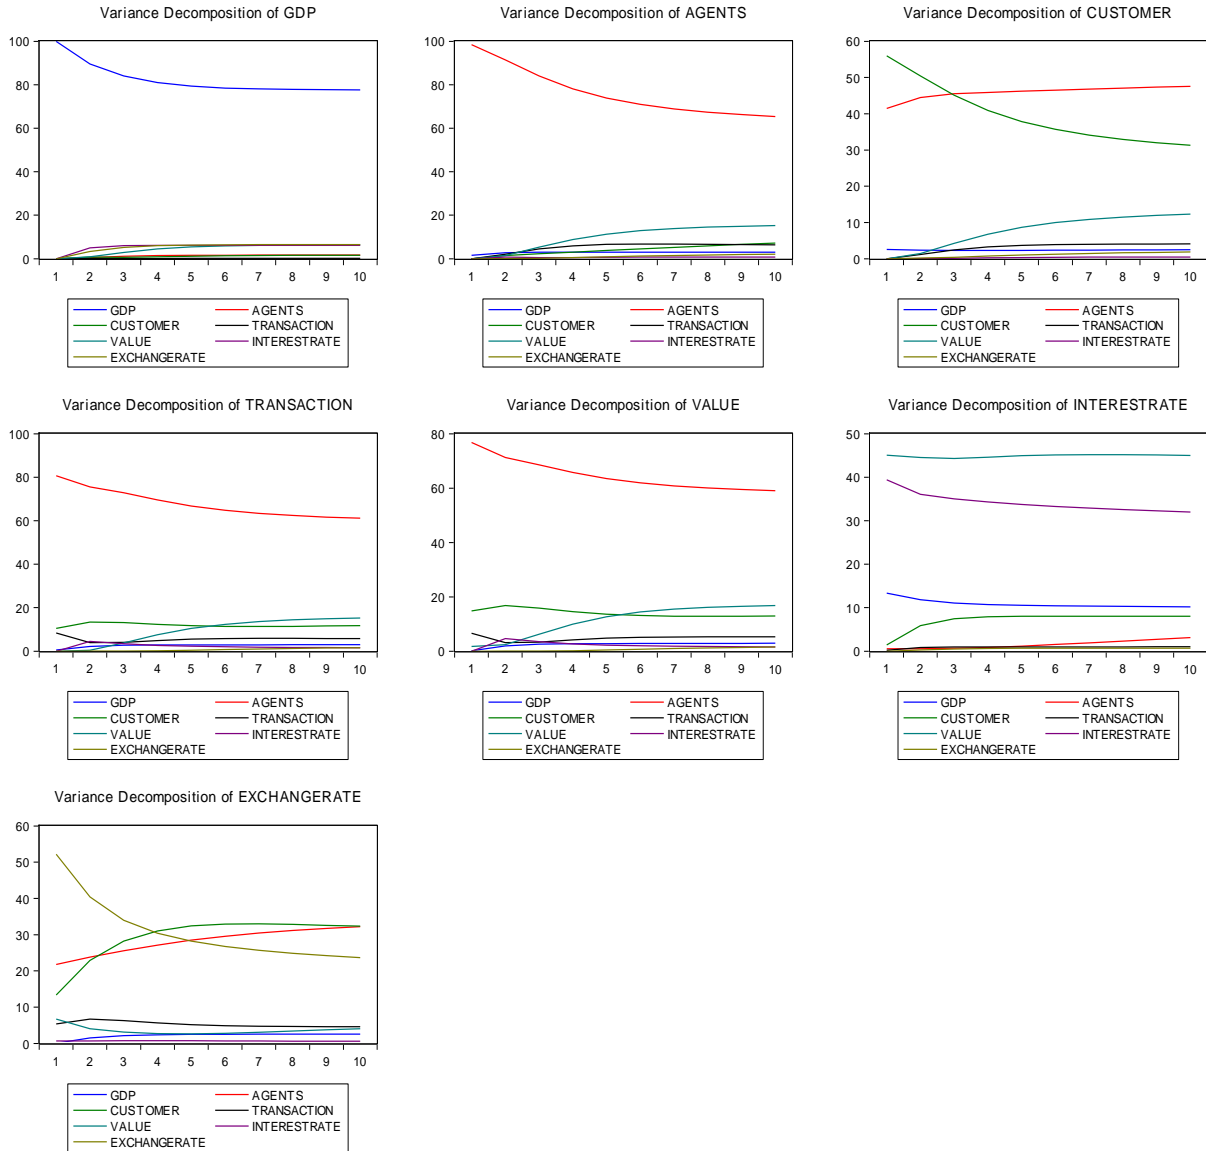 Variance Decomposition of GDP
100
80
60
40
20
0
1 2 3 4 5 6 7 8 9 10
GDP AGENTS
CUSTOMER TRANSACTION
VALUE INTERESTRATE
EXCHANGERATE
Variance Decomposition of AGENTS
100
80
60
40
20
0
1 2 3 4 5 6 7 8 9 10
GDP AGENTS
CUSTOMER TRANSACTION
VALUE INTERESTRATE
EXCHANGERATE
Variance Decomposition of CUSTOMER
60
50
40
30
20
10
0
1 2 3 4 5 6 7 8 9 10
GDP AGENTS
CUSTOMER TRANSACTION
VALUE INTERESTRATE
EXCHANGERATE
Variance Decomposition of TRANSACTION
100
80
60
40
20
0
1 2 3 4 5 6 7 8 9 10
GDP AGENTS
CUSTOMER TRANSACTION
VALUE INTERESTRATE
EXCHANGERATE
Variance Decomposition of VALUE
80
60
40
20
0
1 2 3 4 5 6 7 8 9 10
GDP AGENTS
CUSTOMER TRANSACTION
VALUE INTERESTRATE
EXCHANGERATE
Variance Decomposition of INTERESTRATE
50
40
30
20
10
0
1 2 3 4 5 6 7 8 9 10
GDP AGENTS
CUSTOMER TRANSACTION
VALUE INTERESTRATE
EXCHANGERATE
Variance Decomposition of EXCHANGERATE
60
50
40
30
20
10
0
1 2 3 4 5 6 7 8 9 10
GDP AGENTS
CUSTOMER TRANSACTION
VALUE INTERESTRATE
EXCHANGERATE